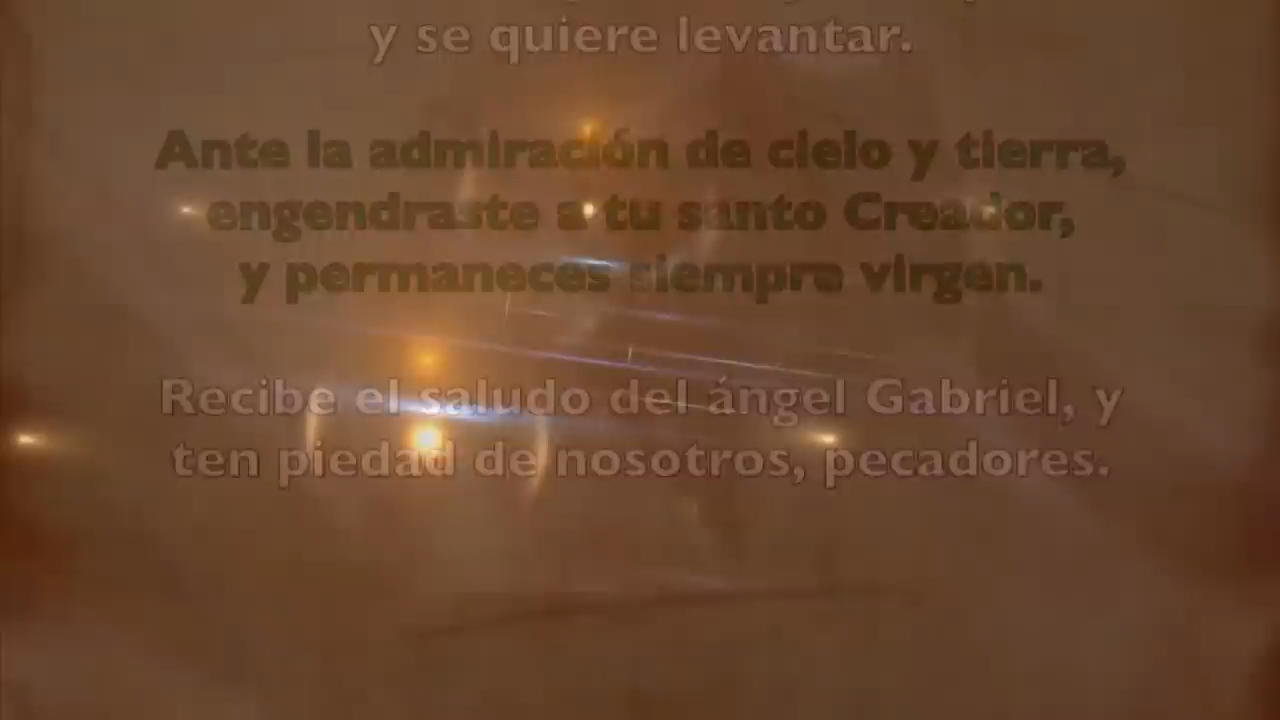 y se quiere levantar.
Ante la admiración de cielo y tierra,
engendraste a tu santo Creador,
y permaneces siempre virgen.
Recibe el saludo del ángel Gabriel, y
ten piedad de nosotros, pecadores.